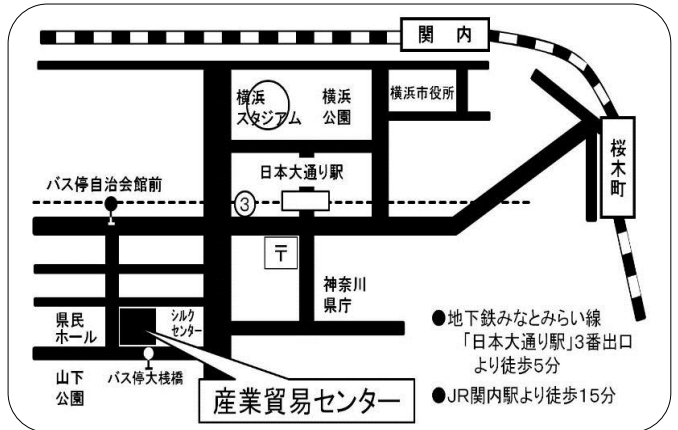 関 内
横浜
スタジアム
横浜
公園
横浜市役所
桜木町
日本大通り駅
バス停自治会館前
③
〒
神奈川
県庁
県民
ホール
シルク
センター
山下
公園
バス停大桟橋
産業貿易センター
●地下鉄みなとみらい線
「日本大通り駅」3番出口
より徒歩5分
●JR関内駅より徒歩15分